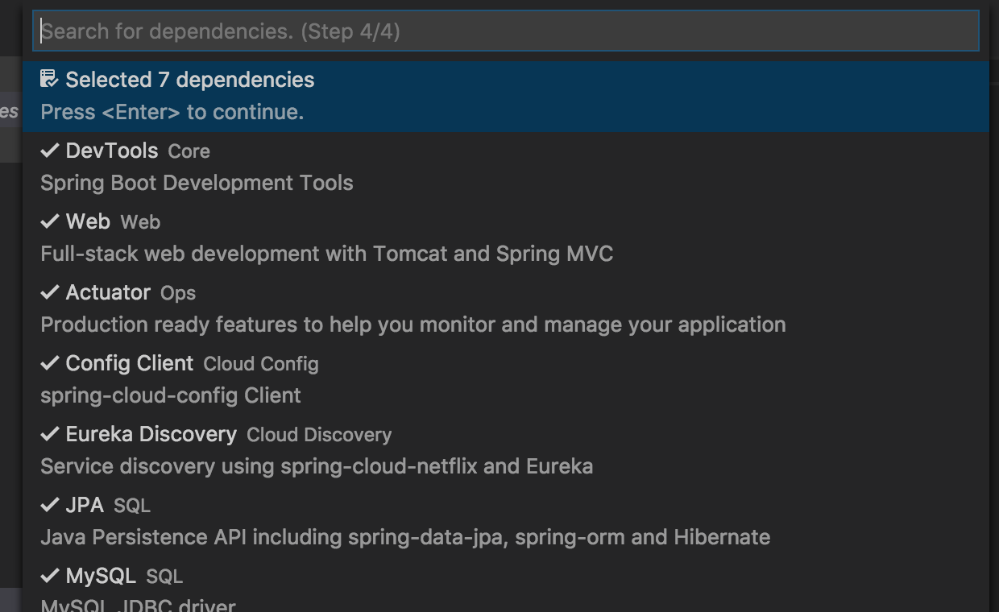 Search for dependencies. (Step 4/4)
Selected 7 dependencies
Press <Enter> to continue.
es
DevTools Core
Spring Boot Development Tools
Web Web
Full-stack web development with Tomcat and Spring MVC
Actuator Ops
Production ready features to help you monitor and manage your application
Config Client Cloud Config
spring-cloud-config Client
Eureka Discovery Cloud Discovery
Service discovery using spring-cloud-netflix and Eureka
JPA SQL
Java Persistence API including spring-data-jpa, spring-orm and Hibernate
MySQL SQL
MySQL JDBC driver